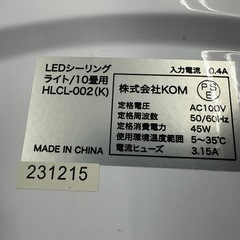 LEDシーリング
ライト/10畳用
HLCL-002(K)
MADE IN CHINA
231215
入力電流 0.4A
株式会社KOM
PSE
定格電圧 AC100V
定格周波数 50/60Hz
定格消費電力 45W
使用環境温度範囲 5~35℃
電流ヒューズ 3.15A